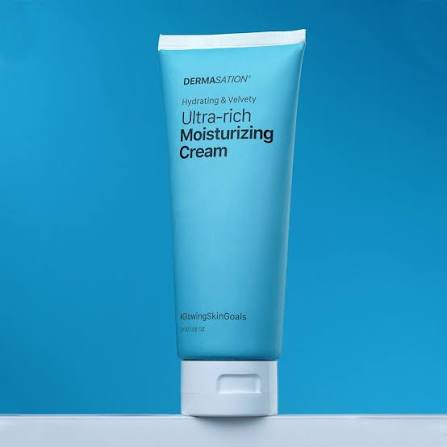 DERMASATION®
Hydrating & Velvety
Ultra-rich
Moisturizing
Cream
#GlowingSkinGoals